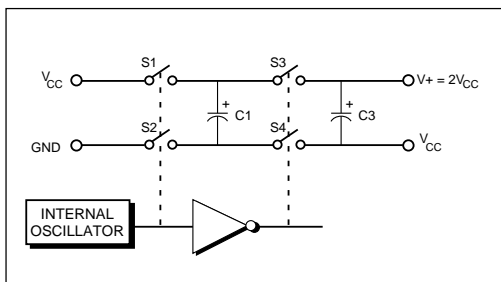 S1
S3
VCC
V+ = 2VCC
+
C1
+
C3
S2
S4
GND
VCC
INTERNAL
OSCILLATOR